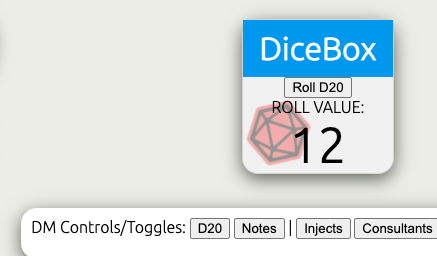 DiceBox
Roll D20
ROLL VALUE:
12
DM Controls/Toggles: D20 Notes | Injects Consultants